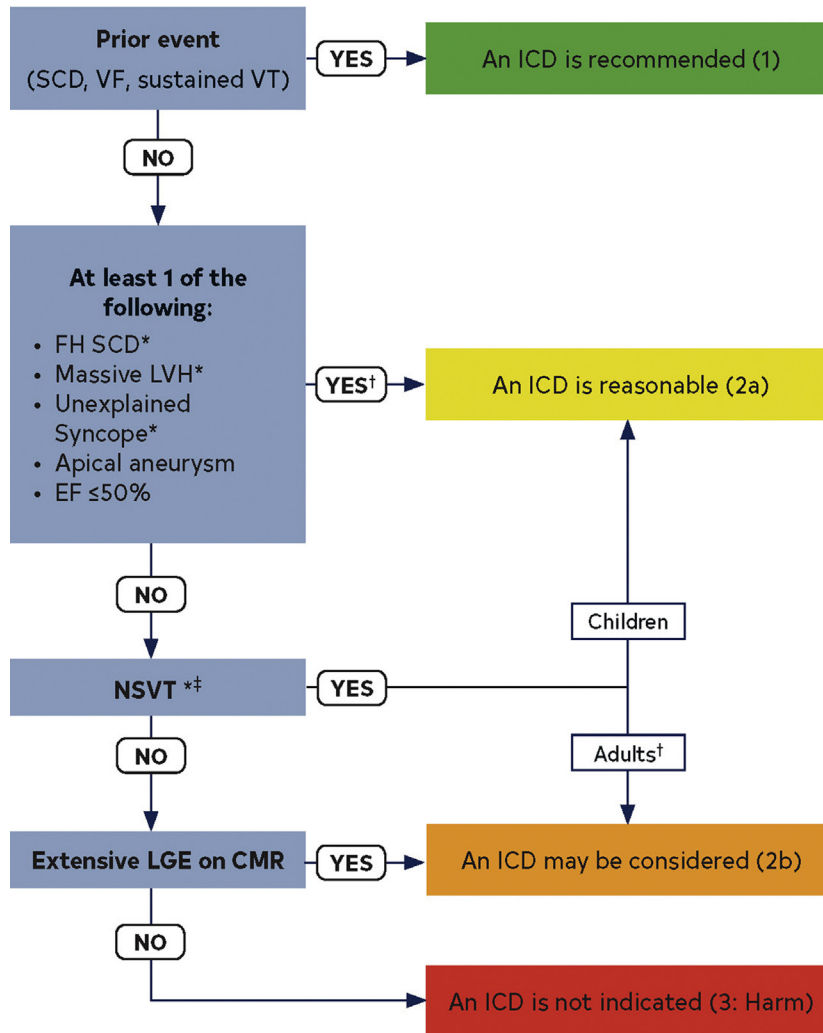 Prior event
(SCD, VF, sustained VT)
YES
An ICD is recommended (1)
NO
At least 1 of the
following:
• FH SCD*
• Massive LVH*
• Unexplained
Syncope*
• Apical aneurysm
• EF ≤50%
YES†
An ICD is reasonable (2a)
NO
Children
NSVT *‡
YES
NO
Adults†
Extensive LGE on CMR
YES
An ICD may be considered (2b)
NO
An ICD is not indicated (3: Harm)